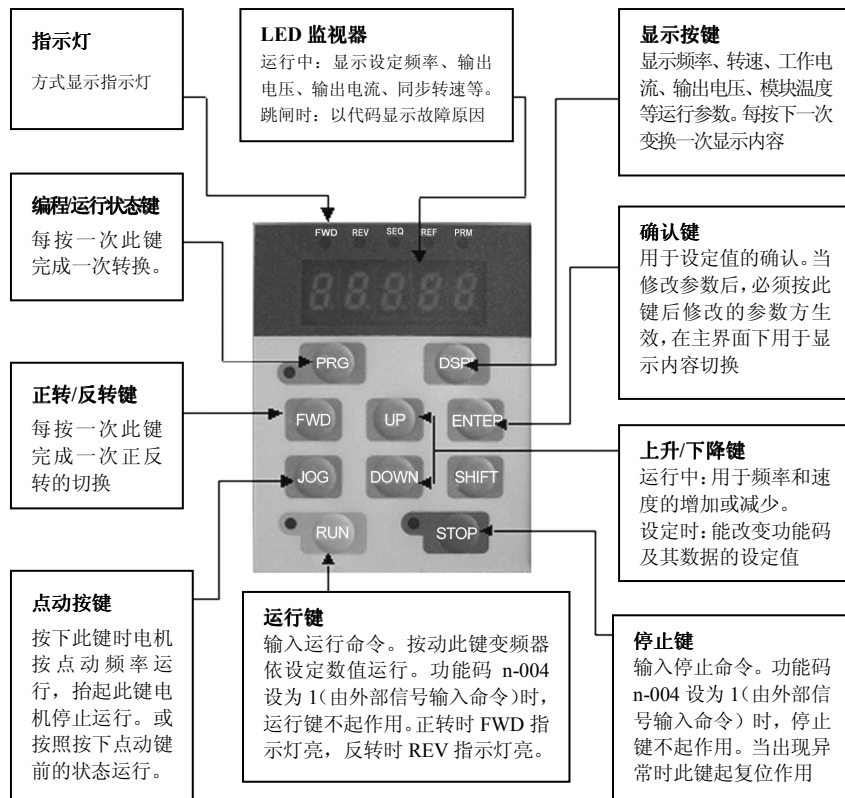 指示灯
方式显示指示灯
LED 监视器
运行中：显示设定频率、输出
电压、输出电流、同步转速等。
跳闸时：以代码显示故障原因
显示按键
显示频率、转速、工作电
流、输出电压、模块温度
等运行参数。每按下一次
变换一次显示内容
编程/运行状态键
每按一次此键
完成一次转换。
确认键
用于设定值的确认。当
修改参数后，必须按此
键后修改的参数方生
效，在主界面下用于显
示内容切换
正转/反转键
每按一次此键
完成一次正反
转的切换
上升/下降键
运行中：用于频率和速
度的增加或减少。
设定时：能改变功能码
及其数据的设定值
点动按键
按下此键时电机
按点动频率运
行，抬起此键电
机停止运行。或
按照按下点动键
前的状态运行。
运行键
输入运行命令。按动此键变频器
依设定数值运行。功能码 n-004
设为 1（由外部信号输入命令）时，
运行键不起作用。正转时 FWD 指
示灯亮，反转时 REV 指示灯亮。
停止键
输入停止命令。功能码
n-004 设为 1（由外部信
号输入命令）时，停止
键不起作用。当出现异
常时此键起复位作用
FWD REV SEQ REF PRM
8.8.8.8.8
PRG DSPL
FWD UP ENTER
JOG DOWN SHIFT
RUN STOP